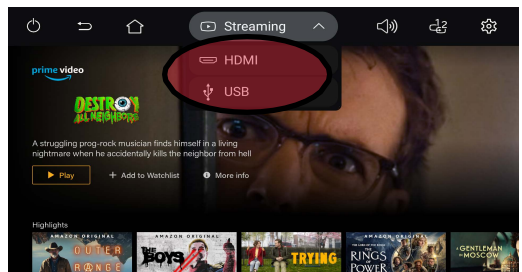 Streaming
12
HDMI
USB
prime video
DESTROY
ALL NEIGHBORS
A struggling prog-rock musician finds himself in a living
nightmare when he accidentally kills the neighbor from hell
Play
+ Add to Watchlist
More info
Highlights
AMAZON ORIGINAL
OUTER
RANGE
AMAZON ORIGINAL
THE BOYS
TRYING
AMAZON ORIGINAL
THE
RINGS
OF
POWER
A GENTLEMAN
IN MOSCOW